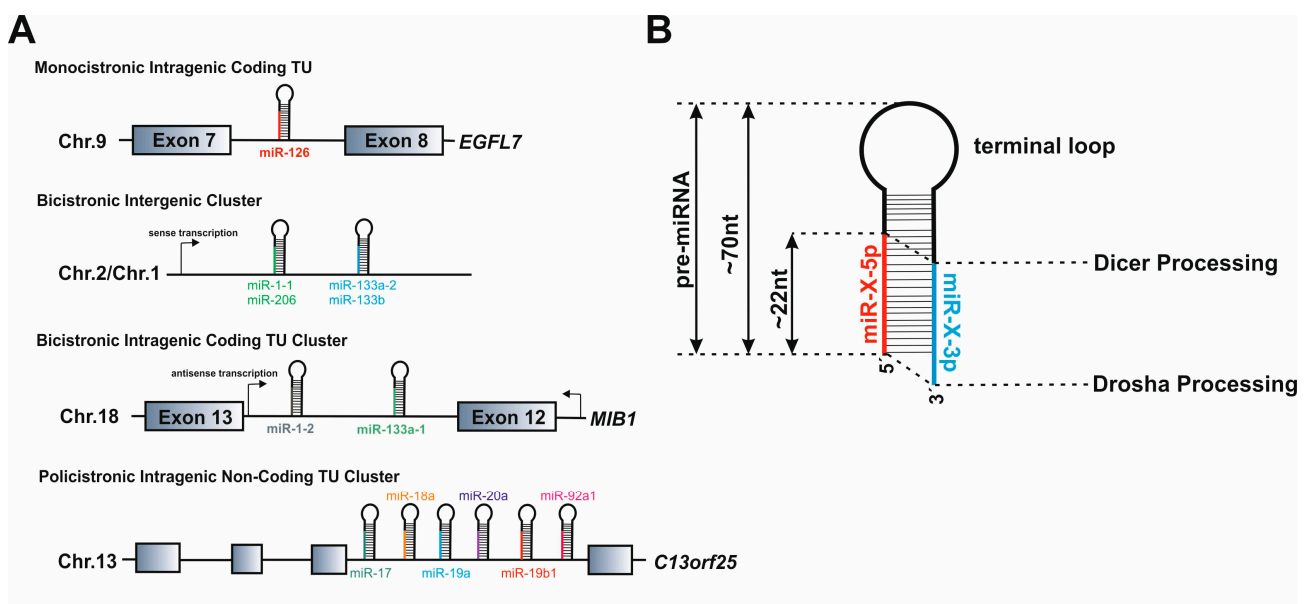 A
Monocistronic Intragenic Coding TU
Chr.9
Exon 7
Exon 8
EGFL7
miR-126
Bicistronic Intergenic Cluster
sense transcription
Chr.2/Chr.1
miR-1-1
miR-206
miR-133a-2
miR-133b
Bicistronic Intragenic Coding TU Cluster
antisense transcription
Chr.18
Exon 13
Exon 12
MIB1
miR-1-2
miR-133a-1
Policistronic Intragenic Non-Coding TU Cluster
miR-18a
miR-20a
miR-92a1
Chr.13
C13orf25
miR-17
miR-19a
miR-19b1
B
terminal loop
pre-miRNA
~70nt
~22nt
miR-X-5p
miR-X-3p
Dicer Processing
5
3
Drosha Processing